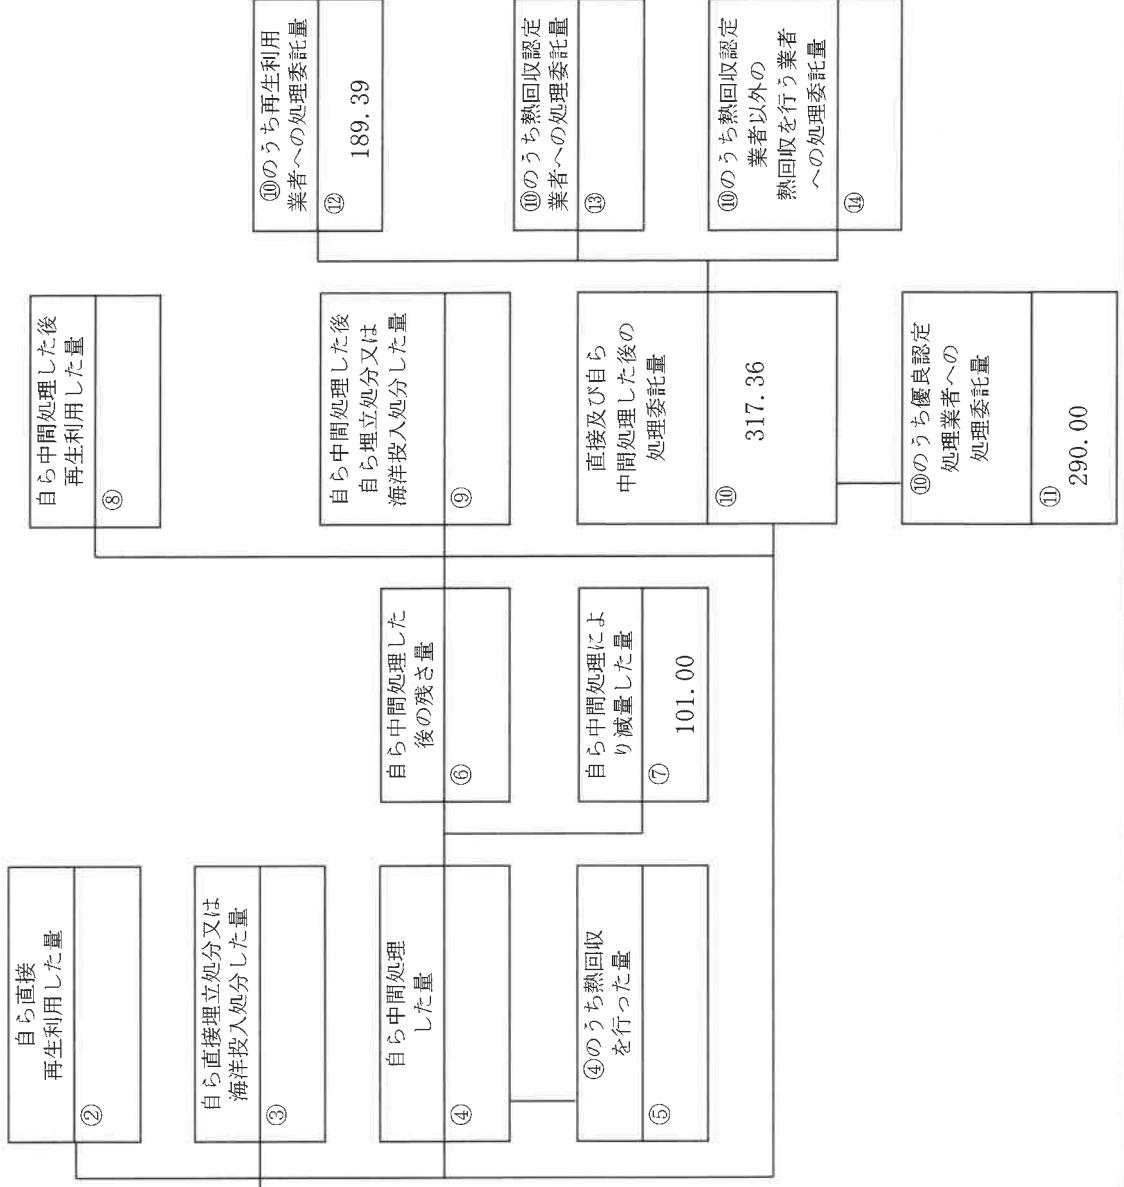 自ら直接
再生利用した量
②
自ら直接埋立処分又は
海洋投入処分した量
③
自ら中間処理
した量
④
④のうち熱回収
を行った量
⑤
自ら中間処理した
後の残さ量
⑥
自ら中間処理によ
り減量した量
⑦
101.00
自ら中間処理した後
再生利用した量
⑧
自ら中間処理した後
自ら埋立処分又は
海洋投入処分した量
⑨
直接及び自ら
中間処理した後の
処理委託量
⑩
317.36
⑩のうち優良認定
処理業者への
処理委託量
⑪
290.00
⑩のうち再生利用
業者への処理委託量
⑫
189.39
⑩のうち熱回収認定
業者への処理委託量
⑬
⑩のうち熱回収認定
業者以外の
熱回収を行う業者
への処理委託量
⑭